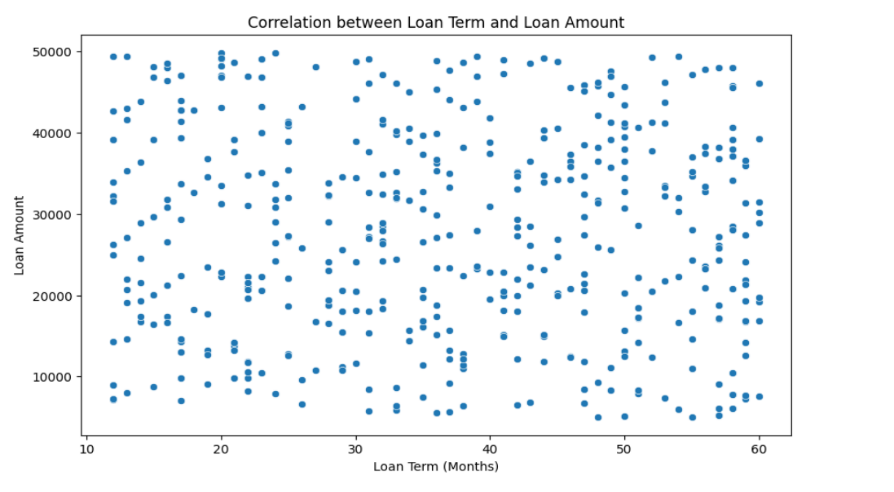 Correlation between Loan Term and Loan Amount
50000
40000
30000
20000
10000
Loan Amount
10 20 30 40 50 60
Loan Term (Months)